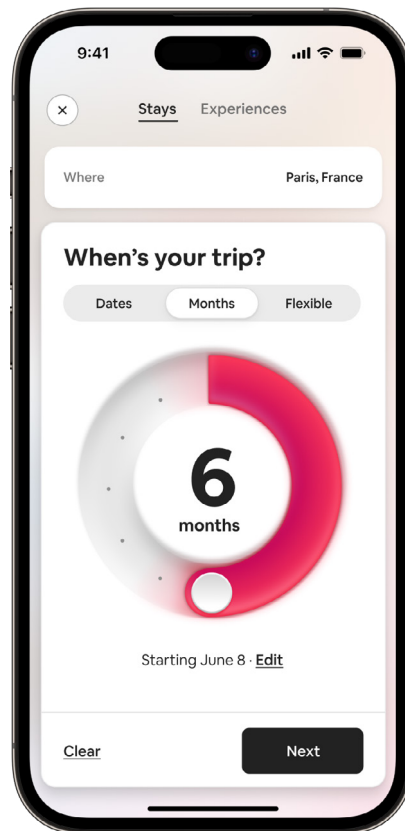 9:41
Stays Experiences
Where Paris, France
When’s your trip?
Dates Months Flexible
6
months
Starting June 8 · Edit
Clear Next